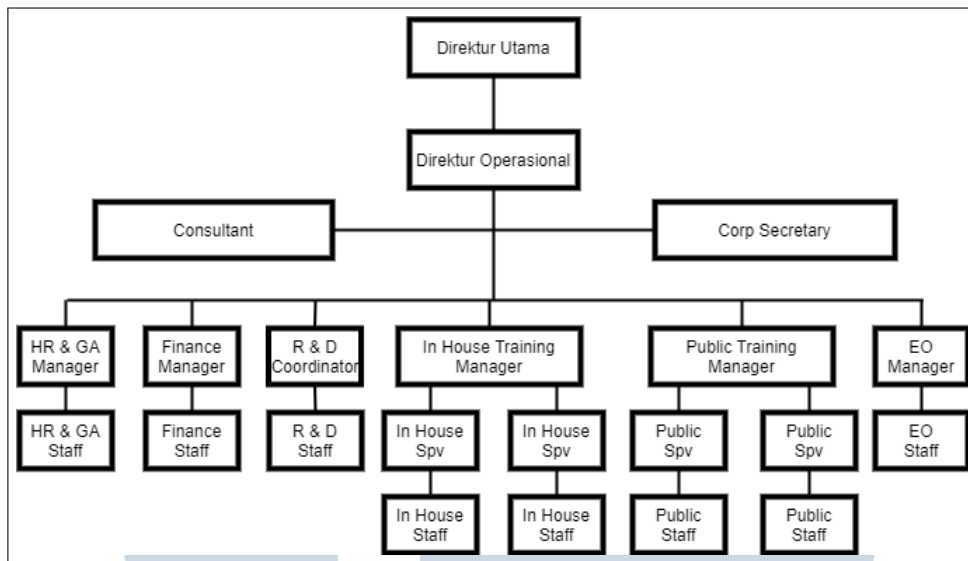 Direktur Utama
Direktur Operasional
Consultant
Corp Secretary
HR & GA
Manager
Finance
Manager
R & D
Coordinator
In House Training
Manager
Public Training
Manager
EO
Manager
HR & GA
Staff
Finance
Staff
R & D
Staff
In House
Spv
In House
Spv
Public
Spv
Public
Spv
EO
Staff
In House
Staff
In House
Staff
Public
Staff
Public
Staff